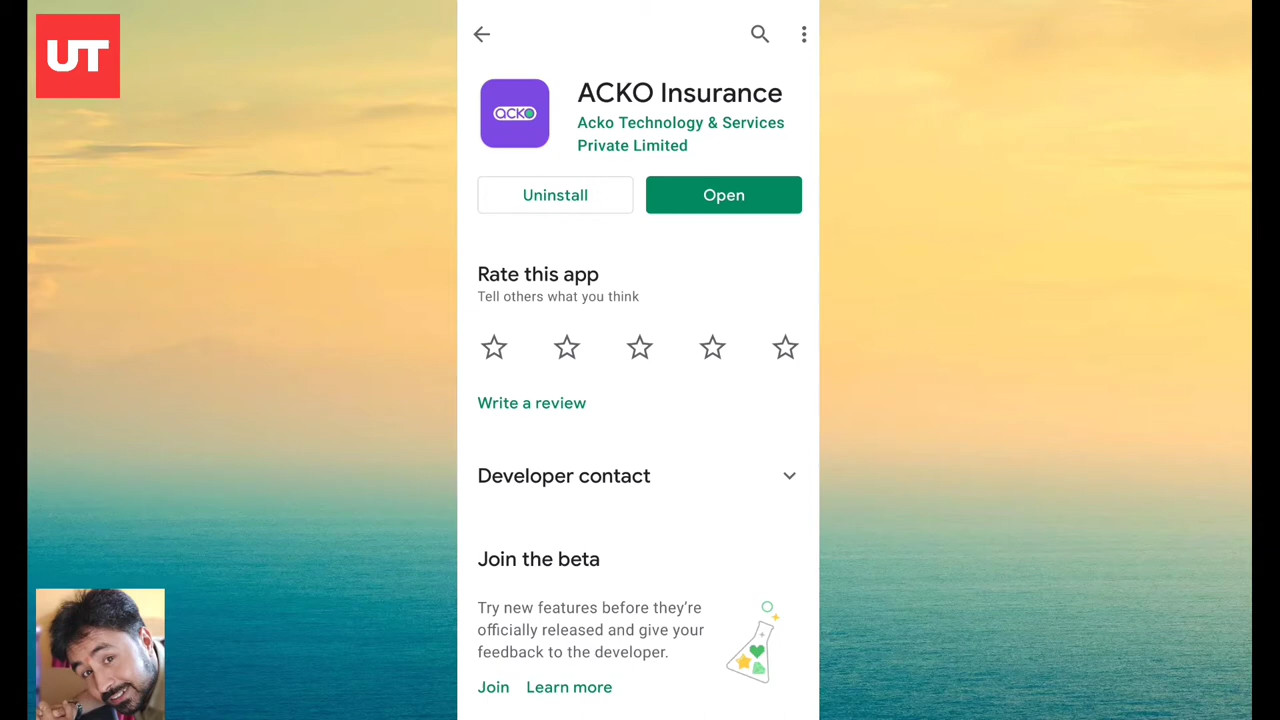 UT
ACKO Insurance
acko
Acko Technology & Services
Private Limited
Uninstall
Open
Rate this app
Tell others what you think
Write a review
Developer contact
Join the beta
Try new features before they're
officially released and give your
feedback to the developer.
Join
Learn more